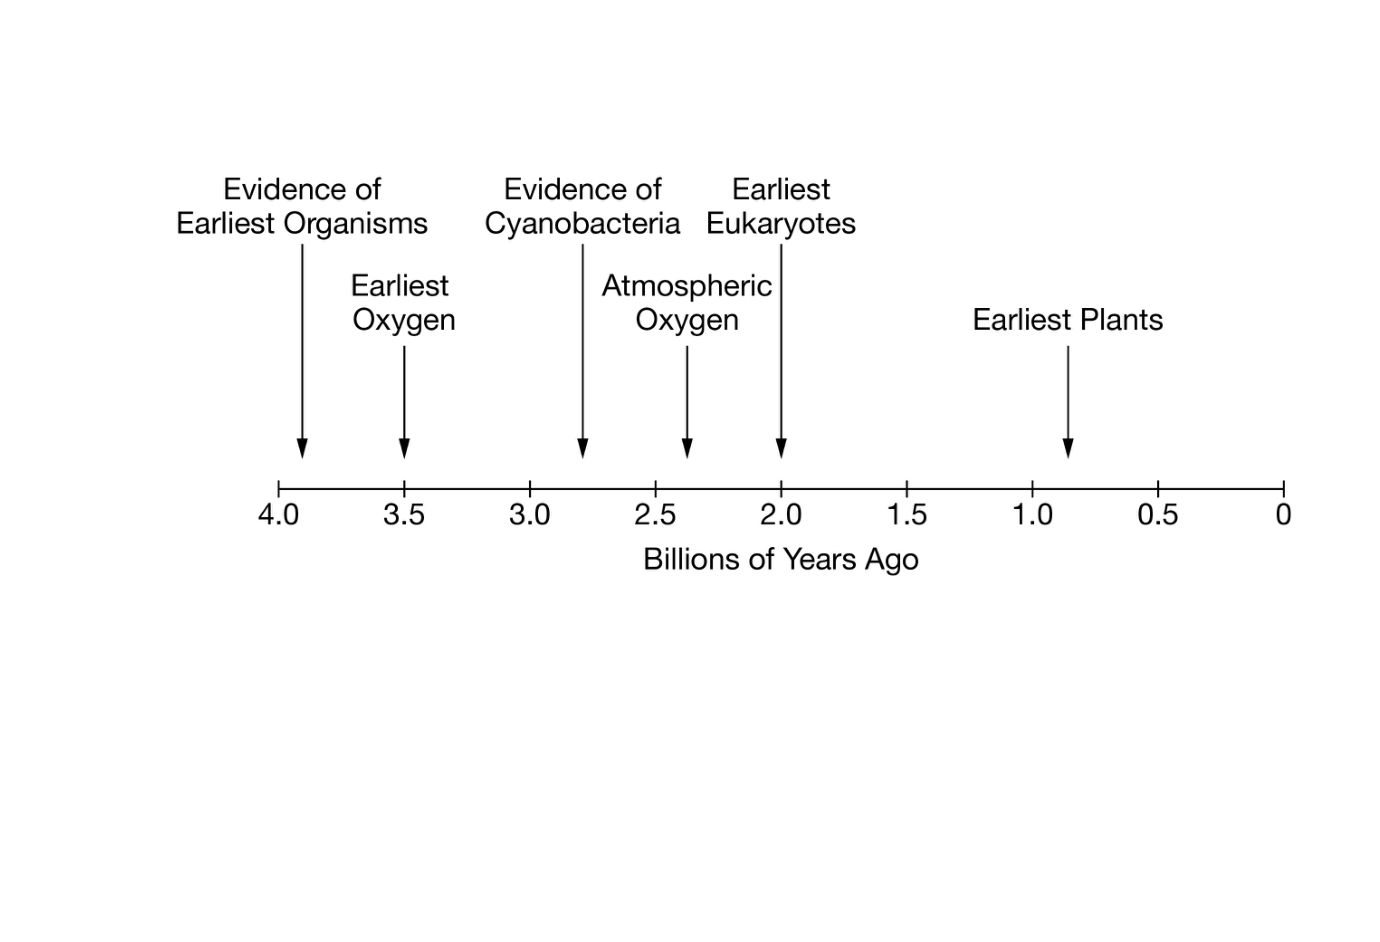 Evidence of
Earliest Organisms
Evidence of
Cyanobacteria
Earliest
Eukaryotes
Earliest
Oxygen
Atmospheric
Oxygen
Earliest Plants
4.0 3.5 3.0 2.5 2.0 1.5 1.0 0.5 0
Billions of Years Ago